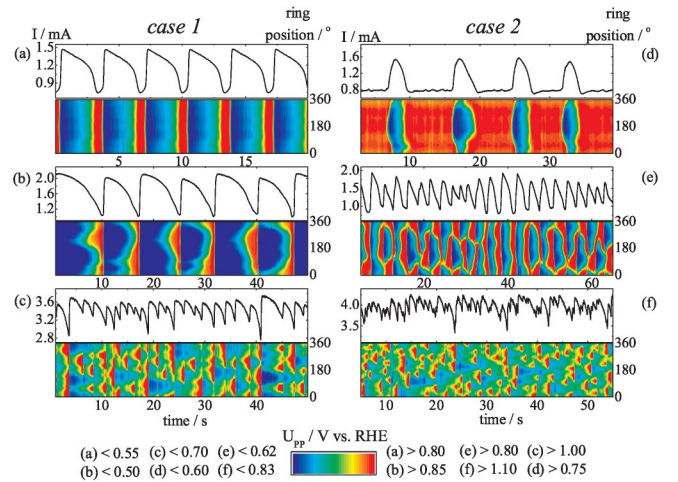 case 1 ring case 2 ring
I / mA position / ° I / mA position / °
(a) 1.5 1.2 0.9 360 180 0 5 10 15
(d) 1.6 1.2 0.8 360 180 0 10 20 30
(b) 2.0 1.6 1.2 360 180 0 10 20 30 40
(e) 1.5 1.0 360 180 0 20 40 60
(c) 3.6 3.2 2.8 360 180 0 10 20 30 40
(f) 4.0 3.5 360 180 0 10 20 30 40 50
time / s time / s
U_PP / V vs. RHE
(a) < 0.55 (c) < 0.70 (e) < 0.62 (a) > 0.80 (e) > 0.80 (c) > 1.00
(b) < 0.50 (d) < 0.60 (f) < 0.83 (b) > 0.85 (f) > 1.10 (d) > 0.75